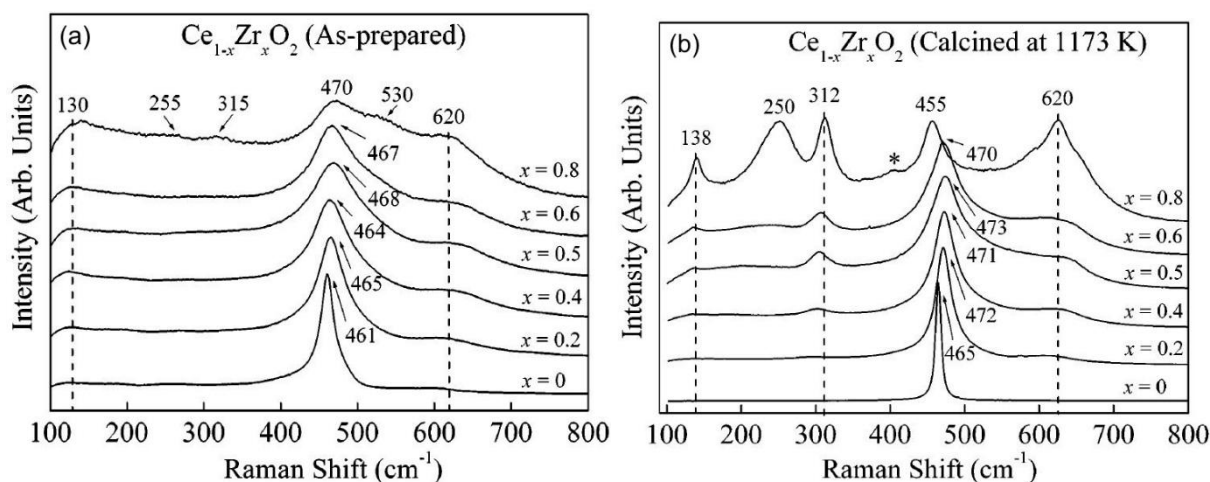 (a)
Ce1-xZrxO2 (As-prepared)
130
255
315
470
530
620
467
468
464
465
461
x = 0.8
x = 0.6
x = 0.5
x = 0.4
x = 0.2
x = 0
Intensity (Arb. Units)
100 200 300 400 500 600 700 800
Raman Shift (cm-1)
(b)
Ce1-xZrxO2 (Calcined at 1173 K)
138
250
312
*
455
470
620
473
471
472
465
x = 0.8
x = 0.6
x = 0.5
x = 0.4
x = 0.2
x = 0
Intensity (Arb. Units)
100 200 300 400 500 600 700 800
Raman Shift (cm-1)